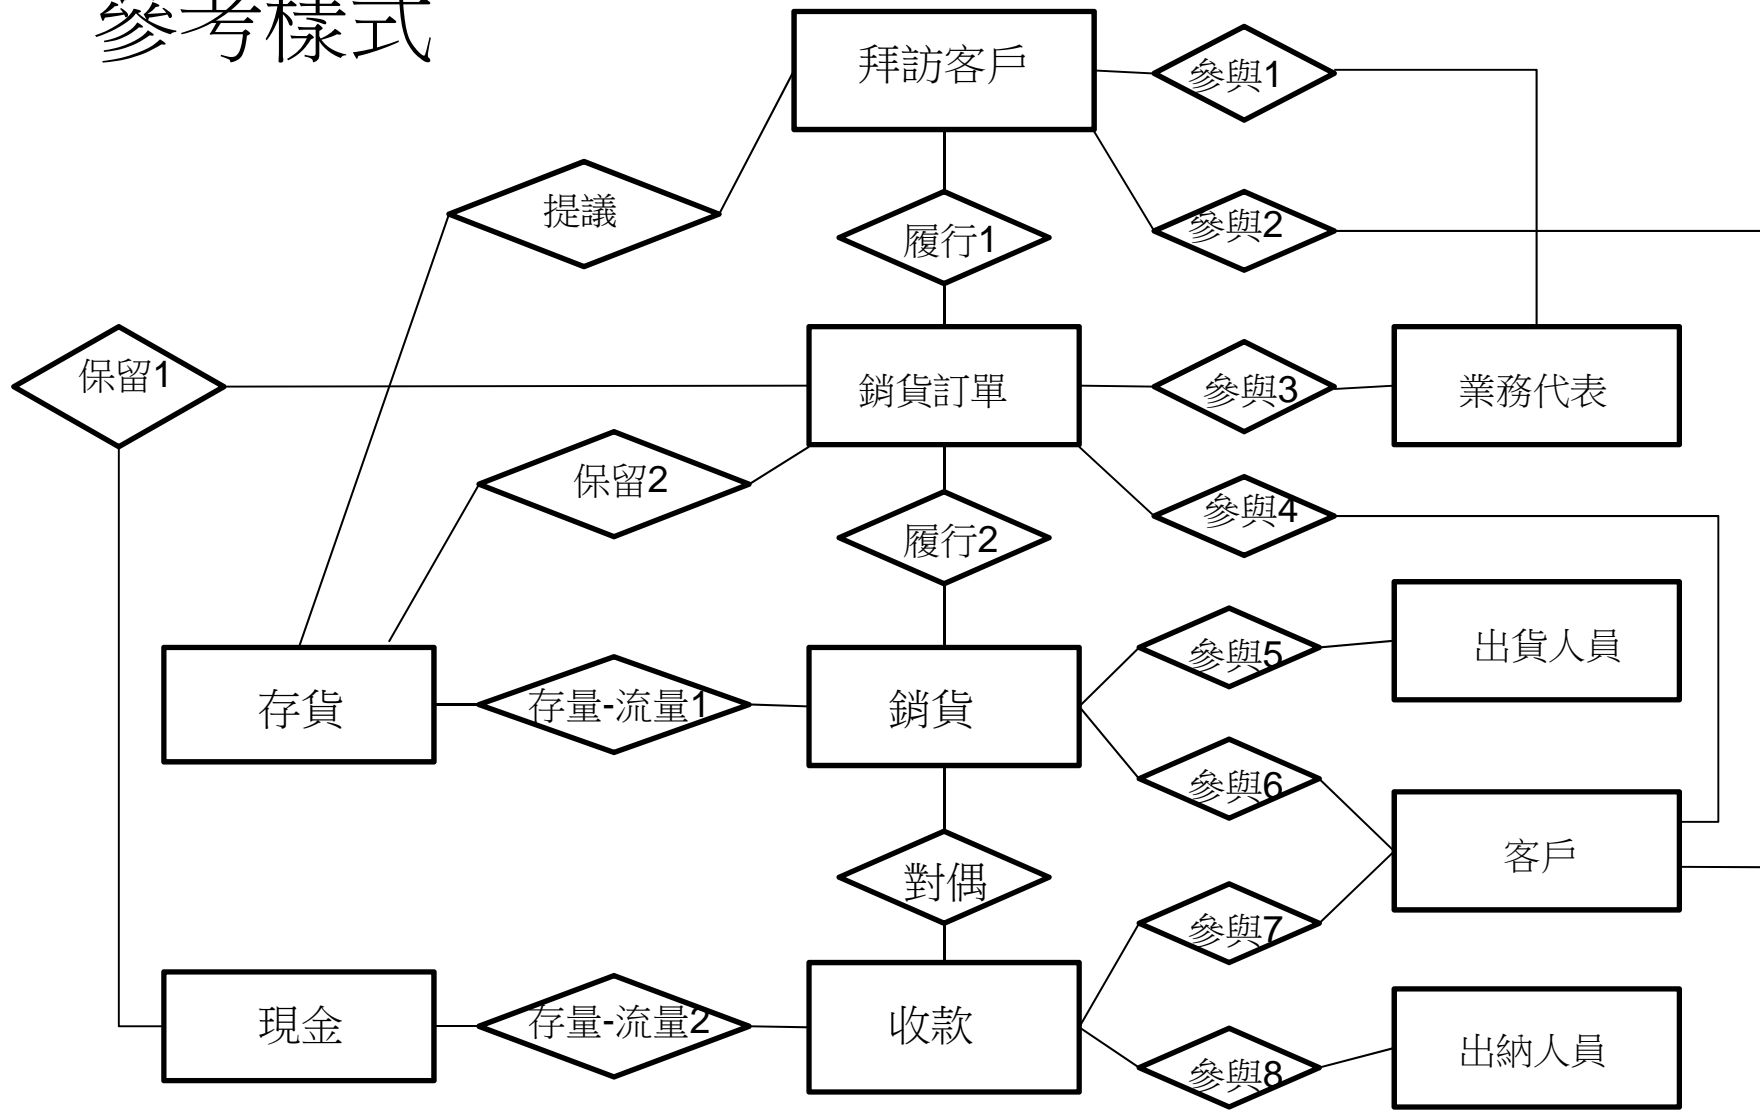 參考樣式
拜訪客戶
參與1
提議
履行1
參與2
保留1
銷貨訂單
參與3
業務代表
保留2
履行2
參與4
存貨
存量-流量1
銷貨
參與5
出貨人員
參與6
客戶
對偶
參與7
現金
存量-流量2
收款
參與8
出納人員